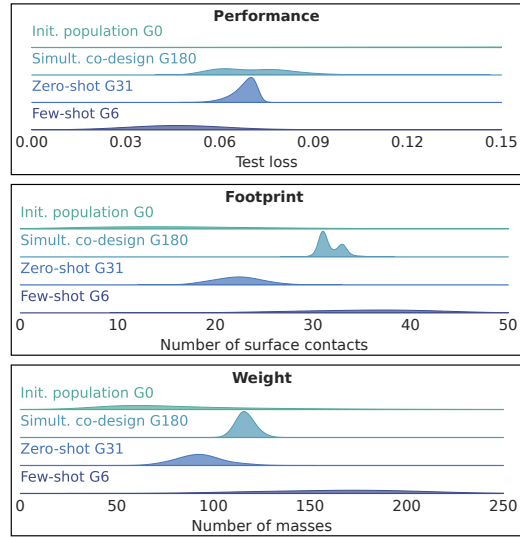 Performance
Init. population G0
Simult. co-design G180
Zero-shot G31
Few-shot G6
0.00 0.03 0.06 0.09 0.12 0.15
Test loss
Footprint
Init. population G0
Simult. co-design G180
Zero-shot G31
Few-shot G6
0 10 20 30 40 50
Number of surface contacts
Weight
Init. population G0
Simult. co-design G180
Zero-shot G31
Few-shot G6
0 50 100 150 200 250
Number of masses